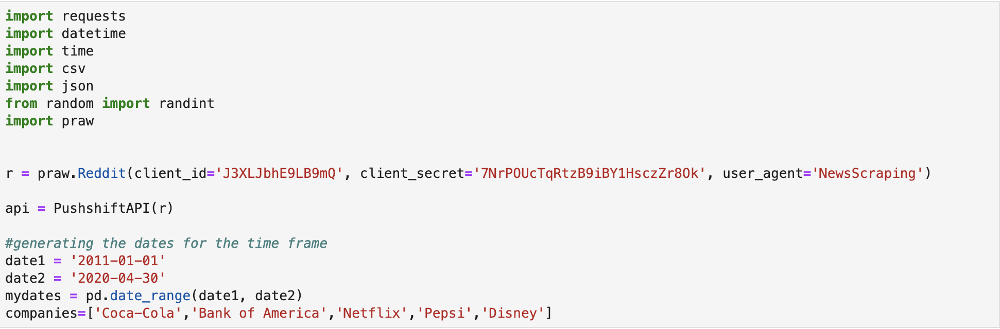 import requests
import datetime
import time
import csv
import json
from random import randint
import praw
r = praw.Reddit(client_id='J3XLJbhE9LB9mQ', client_secret='7NrPOUcTqRtzB9iBY1HsczZr8Ok', user_agent='NewsScraping')
api = PushshiftAPI(r)
#generating the dates for the time frame
date1 = '2011-01-01'
date2 = '2020-04-30'
mydates = pd.date_range(date1, date2)
companies=['Coca-Cola','Bank of America','Netflix','Pepsi','Disney']